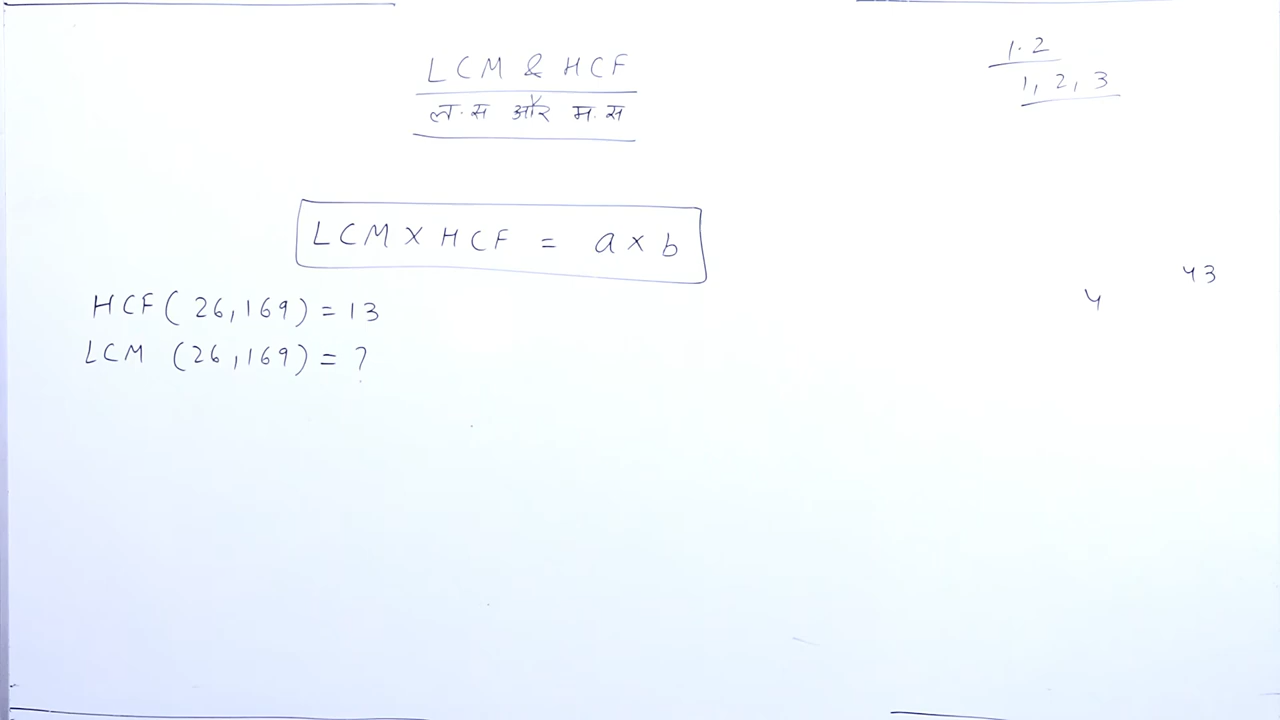 LCM & HCF
ल.स और म.स
1.2
1, 2, 3
LCM X HCF = a x b
HCF ( 26, 169) = 13
LCM (26, 169) = ?
43
4